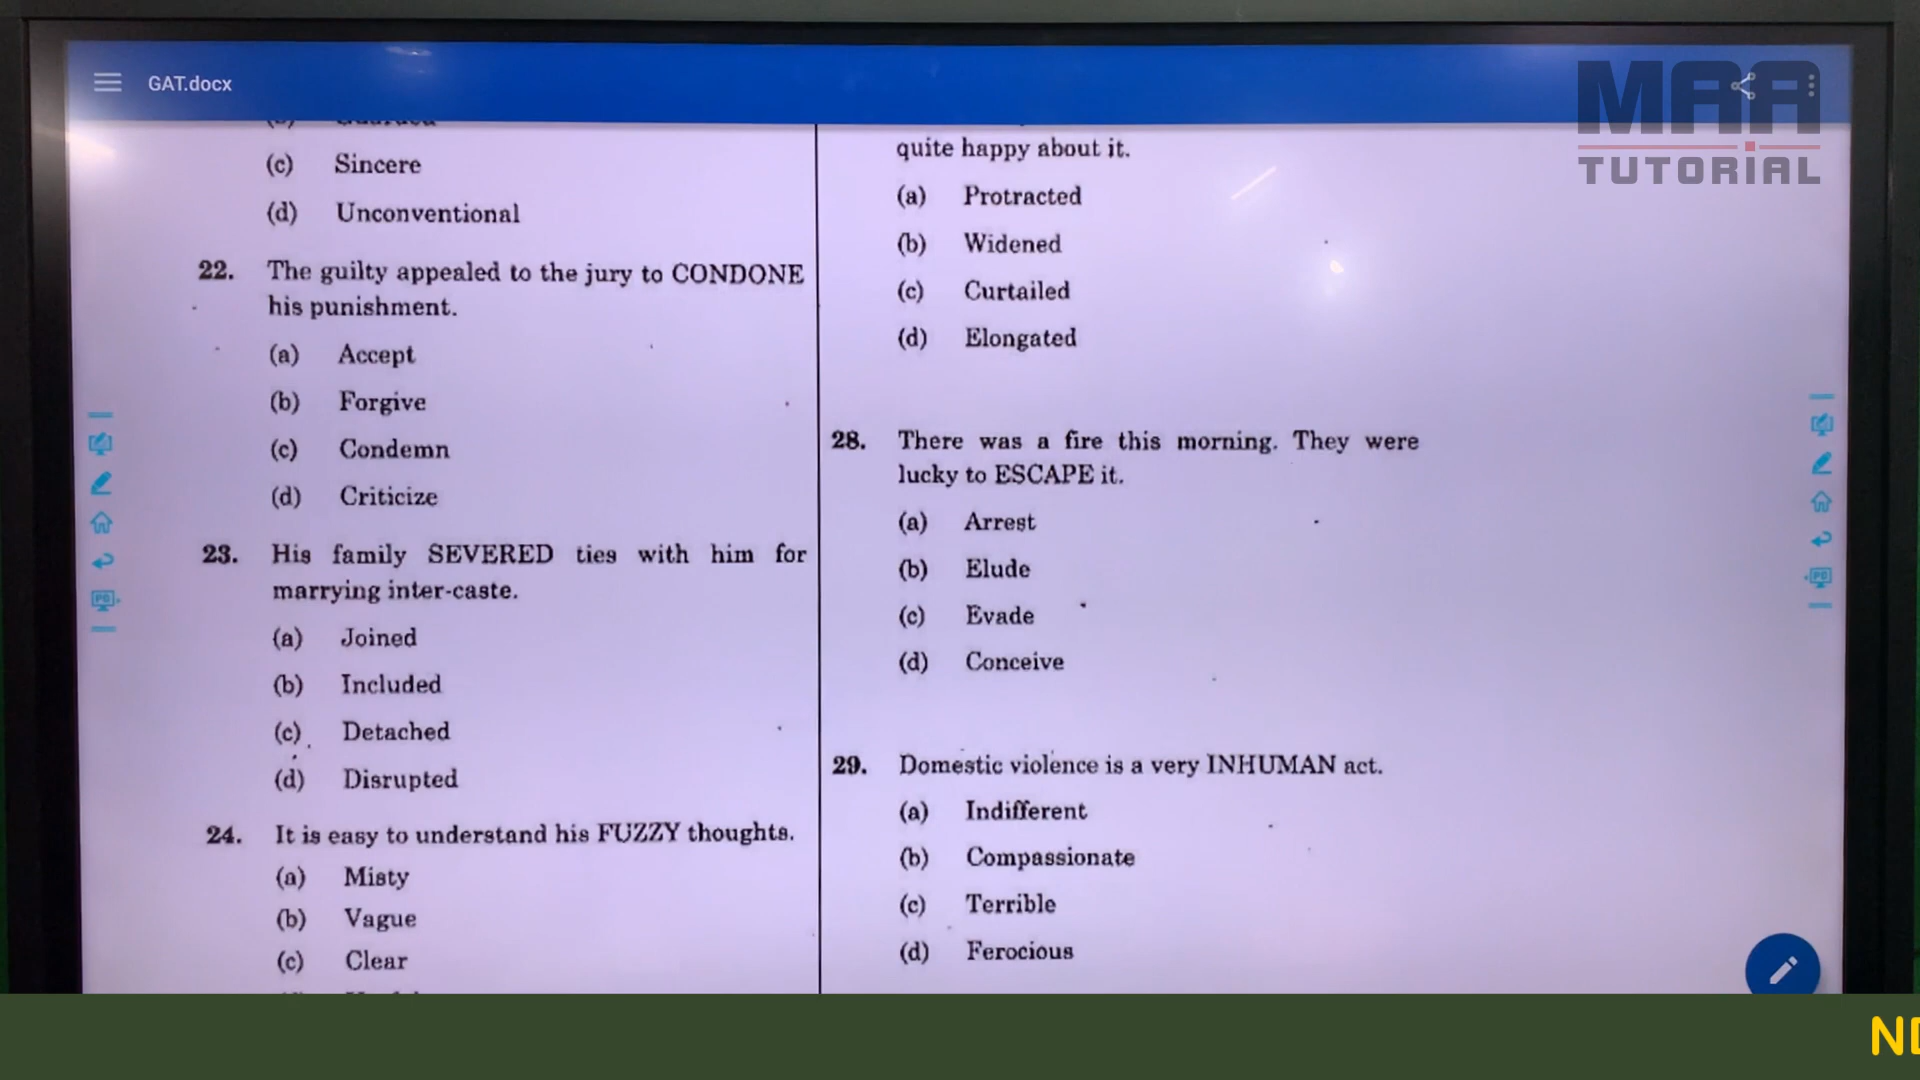 GAT.docx
MAA
TUTORIAL
(c) Sincere
(d) Unconventional
22. The guilty appealed to the jury to CONDONE
his punishment.
(a) Accept
(b) Forgive
(c) Condemn
(d) Criticize
23. His family SEVERED ties with him for
marrying inter-caste.
(a) Joined
(b) Included
(c) Detached
(d) Disrupted
24. It is easy to understand his FUZZY thoughts.
(a) Misty
(b) Vague
(c) Clear
quite happy about it.
(a) Protracted
(b) Widened
(c) Curtailed
(d) Elongated
28. There was a fire this morning. They were
lucky to ESCAPE it.
(a) Arrest
(b) Elude
(c) Evade
(d) Conceive
29. Domestic violence is a very INHUMAN act.
(a) Indifferent
(b) Compassionate
(c) Terrible
(d) Ferocious